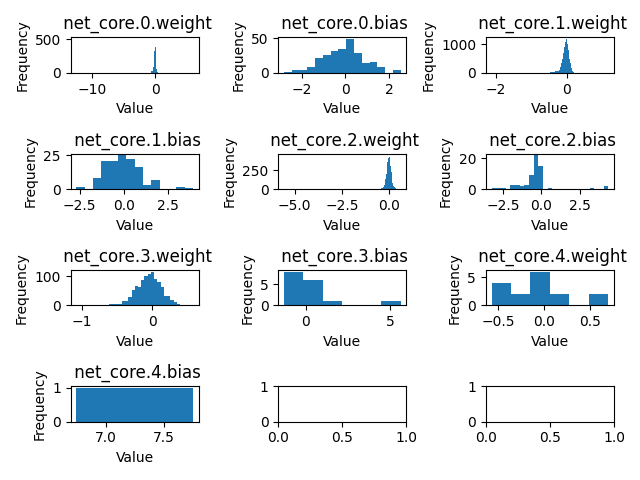 net_core.0.weight
Frequency
500
0
−10
0
Value
net_core.0.bias
Frequency
50
0
−2
0
2
Value
net_core.1.weight
Frequency
1000
0
−2
0
Value
net_core.1.bias
Frequency
25
0
−2.5
0.0
2.5
Value
net_core.2.weight
Frequency
250
0
−5.0
−2.5
0.0
Value
net_core.2.bias
Frequency
20
0
−2.5
0.0
2.5
Value
net_core.3.weight
Frequency
100
0
−1
0
Value
net_core.3.bias
Frequency
5
0
0
5
Value
net_core.4.weight
Frequency
5
0
−0.5
0.0
0.5
Value
net_core.4.bias
Frequency
1
0
7.0
7.5
Value
1
0
0.0
0.5
1.0
1
0
0.0
0.5
1.0